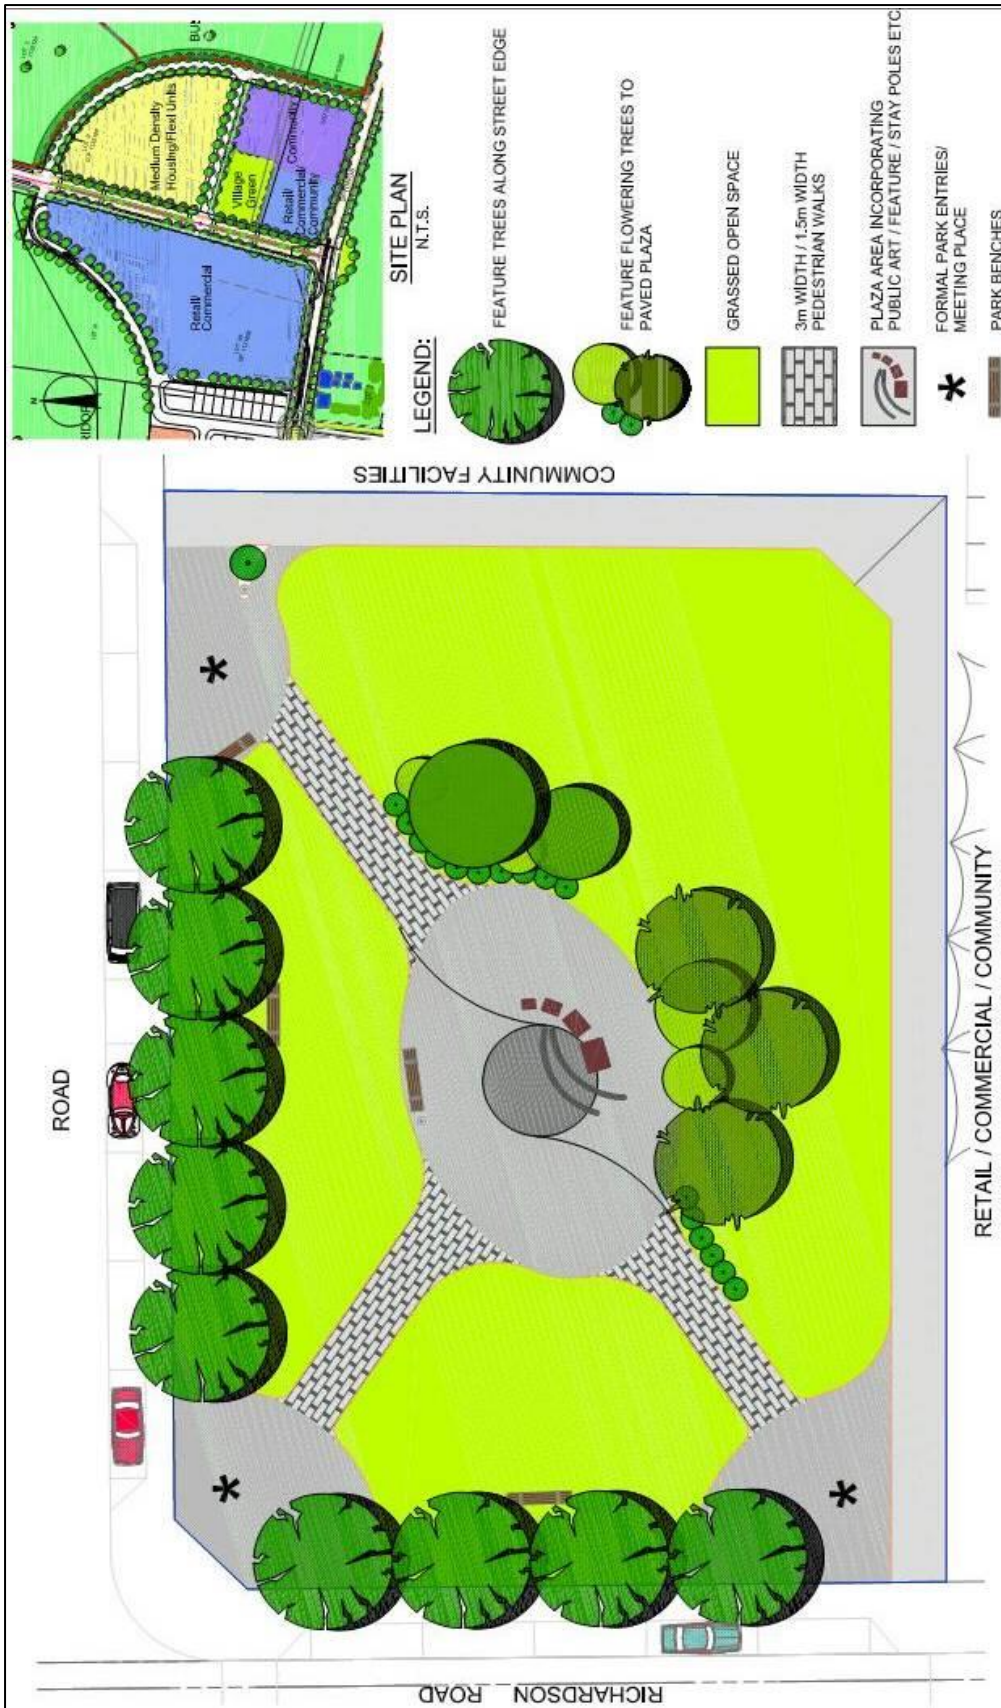 BUS
Medium Density
Housing/Flexi Units
Village
Green
Community
Retail/
Commercial/
Community
Retail/
Commercial
N
SITE PLAN
N.T.S.
LEGEND:
FEATURE TREES ALONG STREET EDGE
FEATURE FLOWERING TREES TO
PAVED PLAZA
GRASSED OPEN SPACE
3m WIDTH / 1.5m WIDTH
PEDESTRIAN WALKS
PLAZA AREA INCORPORATING
PUBLIC ART / FEATURE / STAY POLES ETC.
FORMAL PARK ENTRIES/
MEETING PLACE
PARK BENCHES
COMMUNITY FACILITIES
ROAD
RETAIL / COMMERCIAL / COMMUNITY
RICHARDSON ROAD